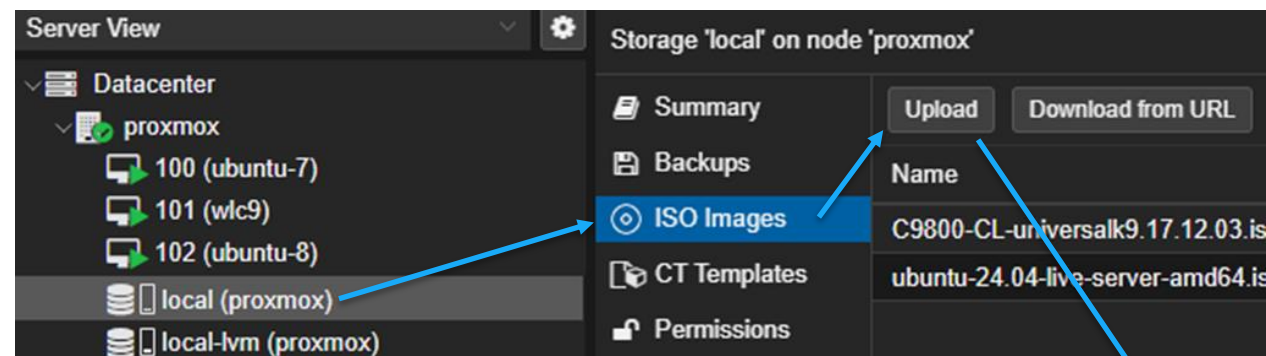 Server View
Datacenter
proxmox
100 (ubuntu-7)
101 (wlc9)
102 (ubuntu-8)
local (proxmox)
local-lvm (proxmox)
Storage 'local' on node 'proxmox'
Summary
Backups
ISO Images
CT Templates
Permissions
Upload Download from URL
Name
C9800-CL-universalk9.17.12.03.is
ubuntu-24.04-live-server-amd64.is